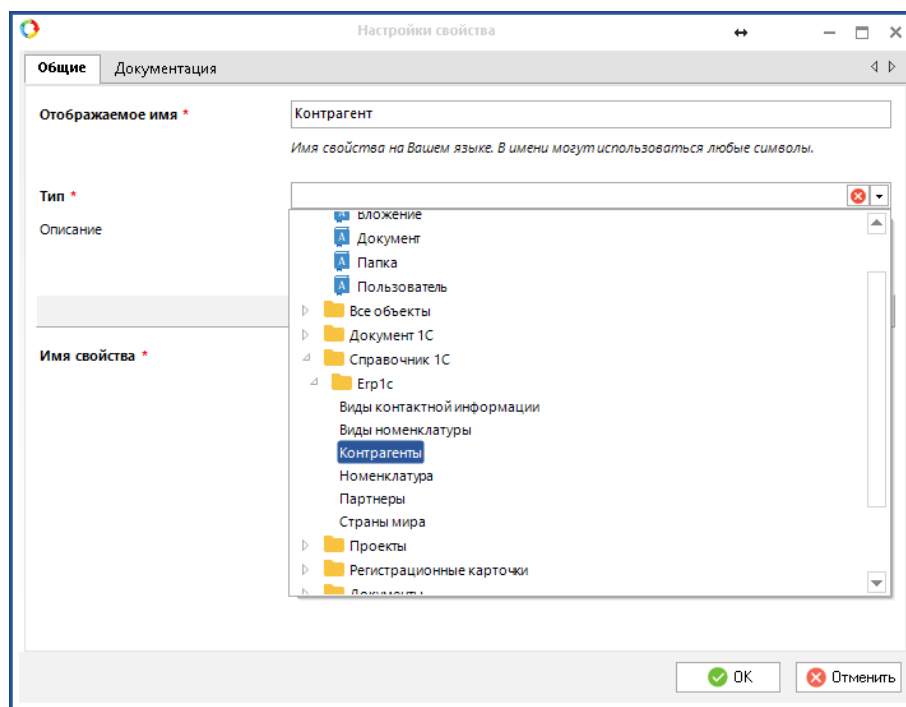 Настройки свойства
Общие
Документация
Отображаемое имя *
Контрагент
Имя свойства на Вашем языке. В имени могут использоваться любые символы.
Тип *
Описание
Вложение
Документ
Папка
Пользователь
Все объекты
Документ 1С
Имя свойства *
Справочник 1С
Erp1c
Виды контактной информации
Виды номенклатуры
Контрагенты
Номенклатура
Партнеры
Страны мира
Проекты
Регистрационные карточки
Документы
ОК
Отменить